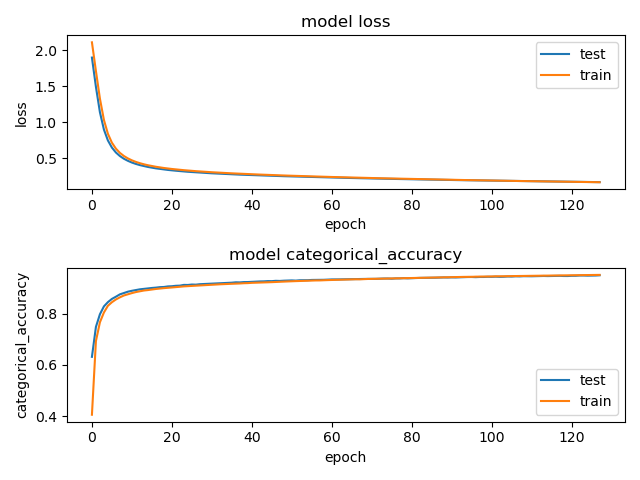 model loss
2.0
1.5
1.0
0.5
loss
test
train
0 20 40 60 80 100 120
epoch
model categorical_accuracy
0.8
0.6
0.4
categorical_accuracy
test
train
0 20 40 60 80 100 120
epoch